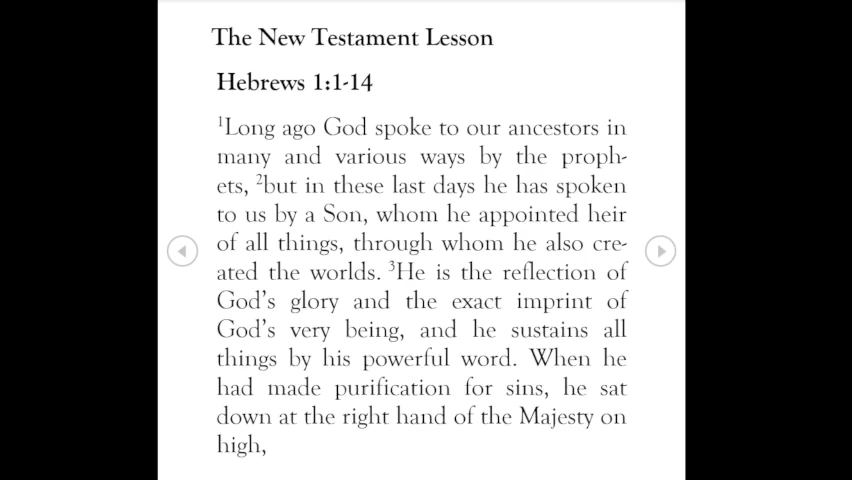 The New Testament Lesson
Hebrews 1:1-14
¹Long ago God spoke to our ancestors in
many and various ways by the proph-
ets, ²but in these last days he has spoken
to us by a Son, whom he appointed heir
of all things, through whom he also cre-
ated the worlds. ³He is the reflection of
God’s glory and the exact imprint of
God’s very being, and he sustains all
things by his powerful word. When he
had made purification for sins, he sat
down at the right hand of the Majesty on
high,